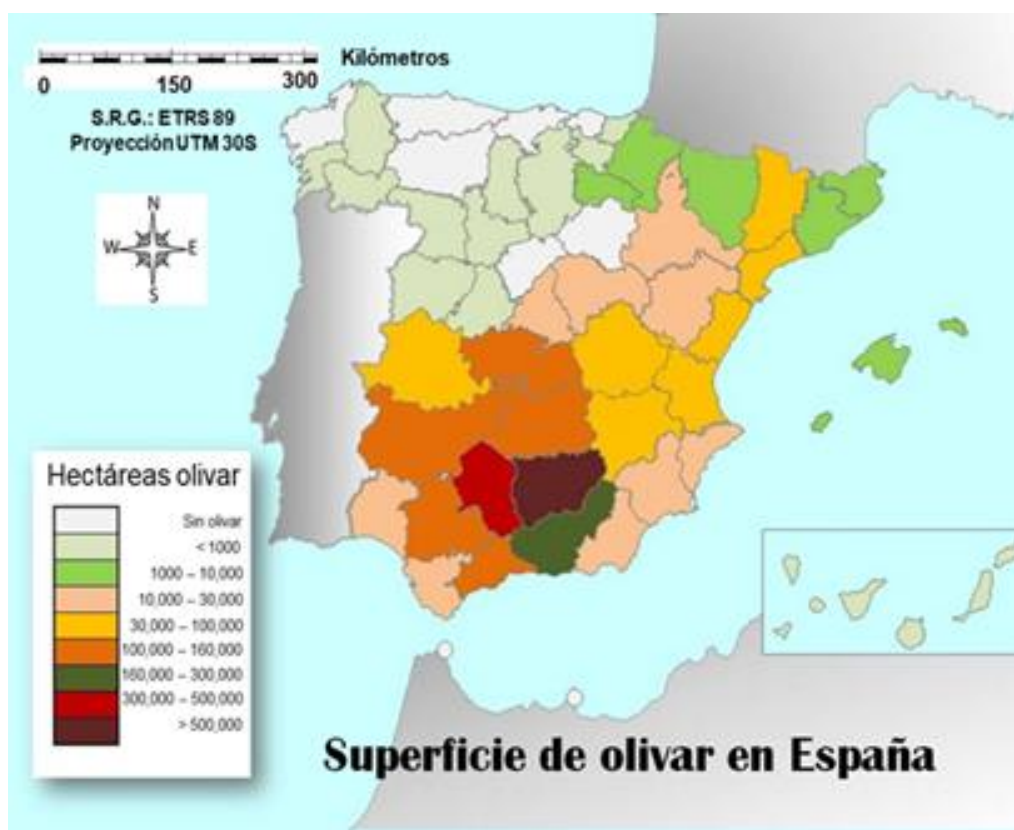 Kilómetros
0 150 300
S.R.G.: ETRS 89
Proyección UTM 30S
N
W E
S
Hectáreas olivar
Sin olivar
< 1000
1000 – 10,000
10,000 – 30,000
30,000 – 100,000
100,000 – 160,000
160,000 – 300,000
300,000 – 500,000
> 500,000
Superficie de olivar en España